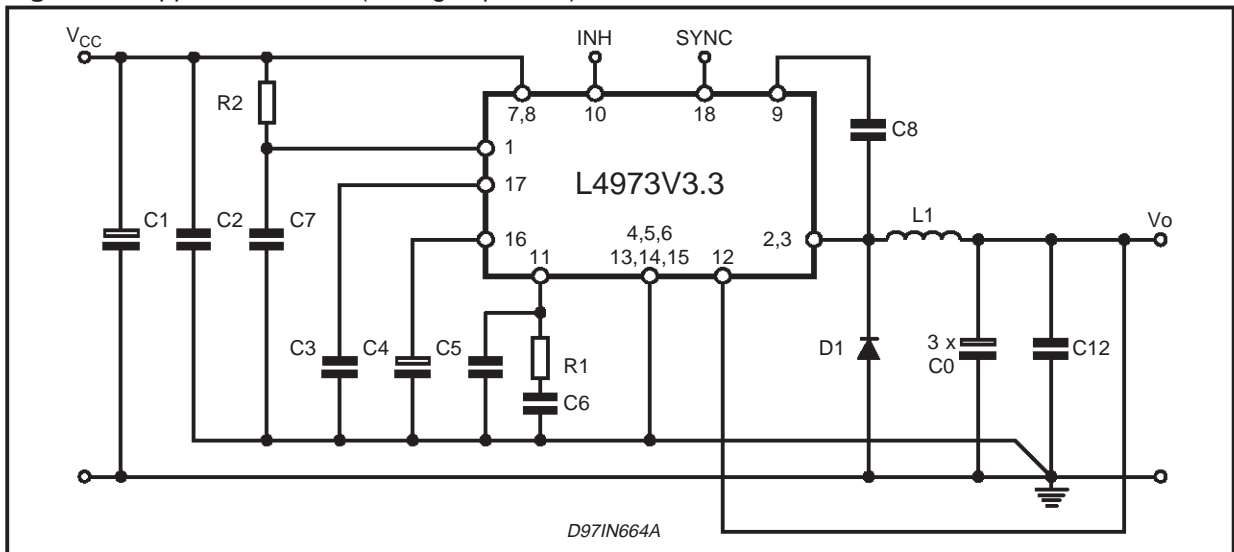 V_CC
INH
SYNC
R2
7,8
10
18
9
C8
1
17
L4973V3.3
C1
C2
C7
L1
Vo
16
4,5,6
2,3
11
13,14,15
12
C3
C4
C5
R1
D1
3 x
C0
C12
C6
D97IN664A